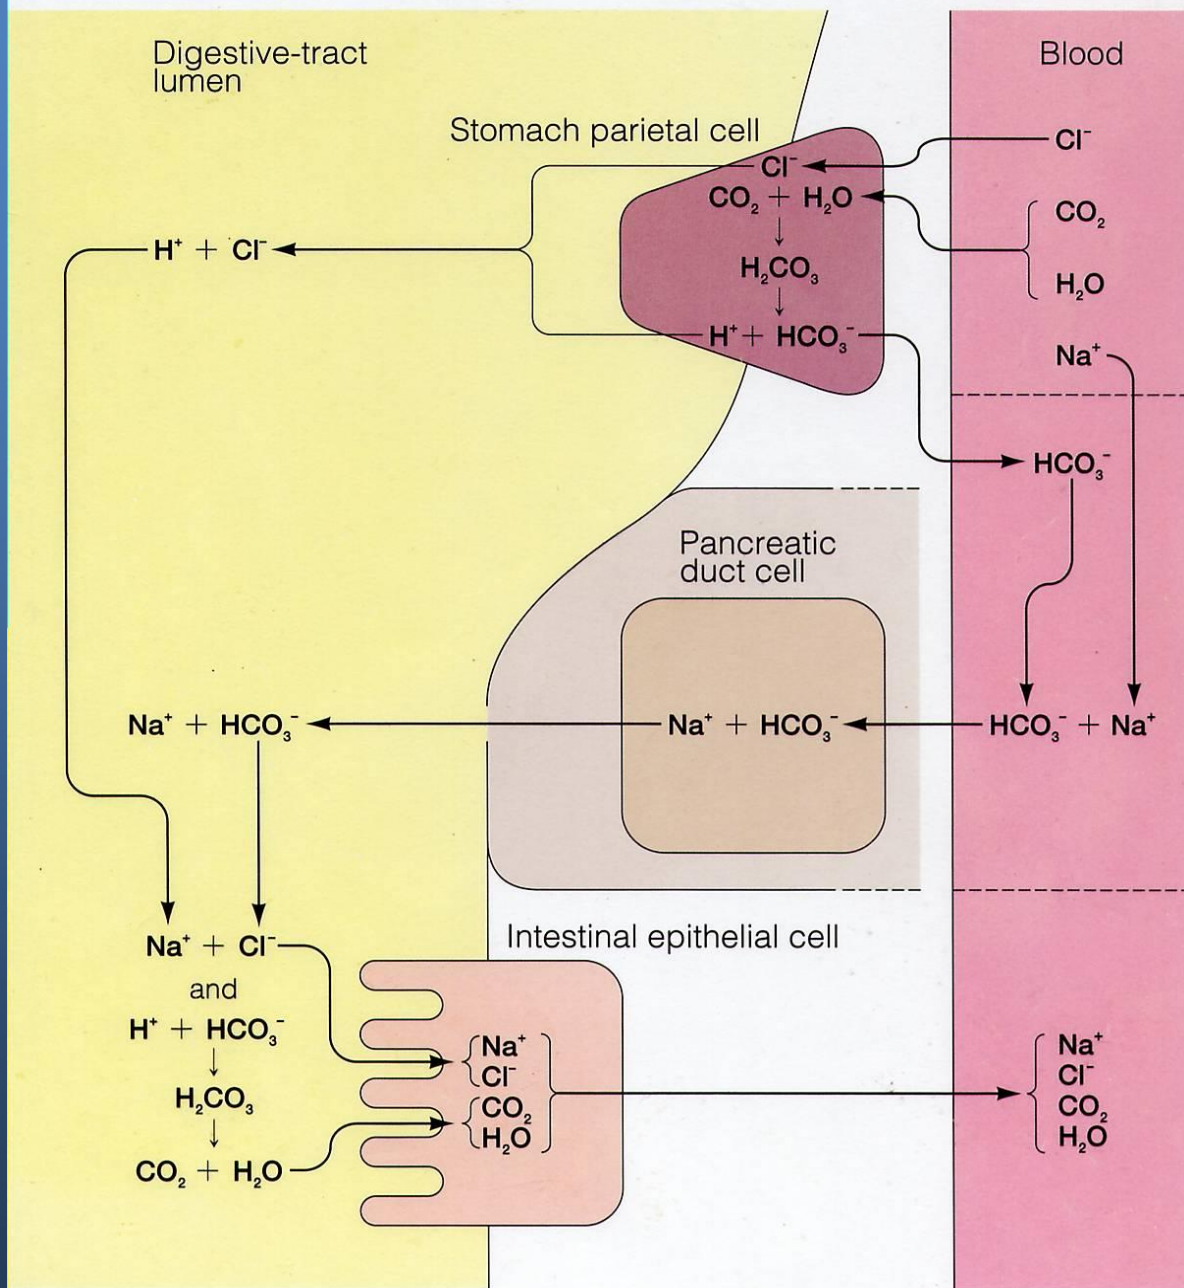 Digestive-tract
lumen
Blood
Stomach parietal cell
Cl⁻
Cl⁻
CO₂ + H₂O
CO₂
H⁺ + Cl⁻
H₂CO₃
H₂O
H⁺ + HCO₃⁻
Na⁺
HCO₃⁻
Pancreatic
duct cell
Na⁺ + HCO₃⁻
Na⁺ + HCO₃⁻
HCO₃⁻ + Na⁺
Intestinal epithelial cell
Na⁺ + Cl⁻
and
H⁺ + HCO₃⁻
H₂CO₃
CO₂ + H₂O
Na⁺
Cl⁻
CO₂
H₂O
Na⁺
Cl⁻
CO₂
H₂O